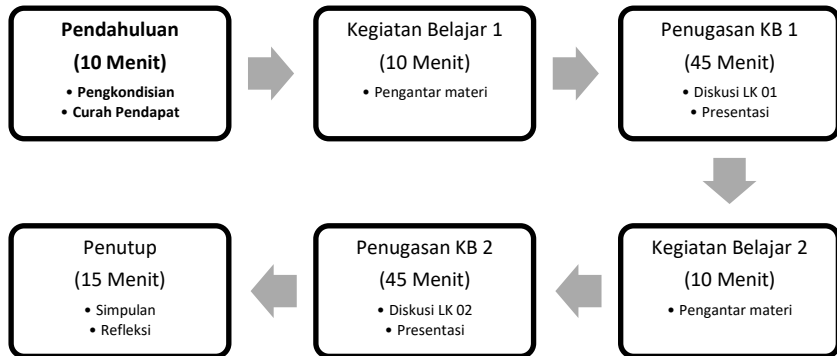 Pendahuluan
(10 Menit)
• Pengkondisian
• Curah Pendapat
Kegiatan Belajar 1
(10 Menit)
• Pengantar materi
Penugasan KB 1
(45 Menit)
• Diskusi LK 01
• Presentasi
Kegiatan Belajar 2
(10 Menit)
• Pengantar materi
Penugasan KB 2
(45 Menit)
• Diskusi LK 02
• Presentasi
Penutup
(15 Menit)
• Simpulan
• Refleksi